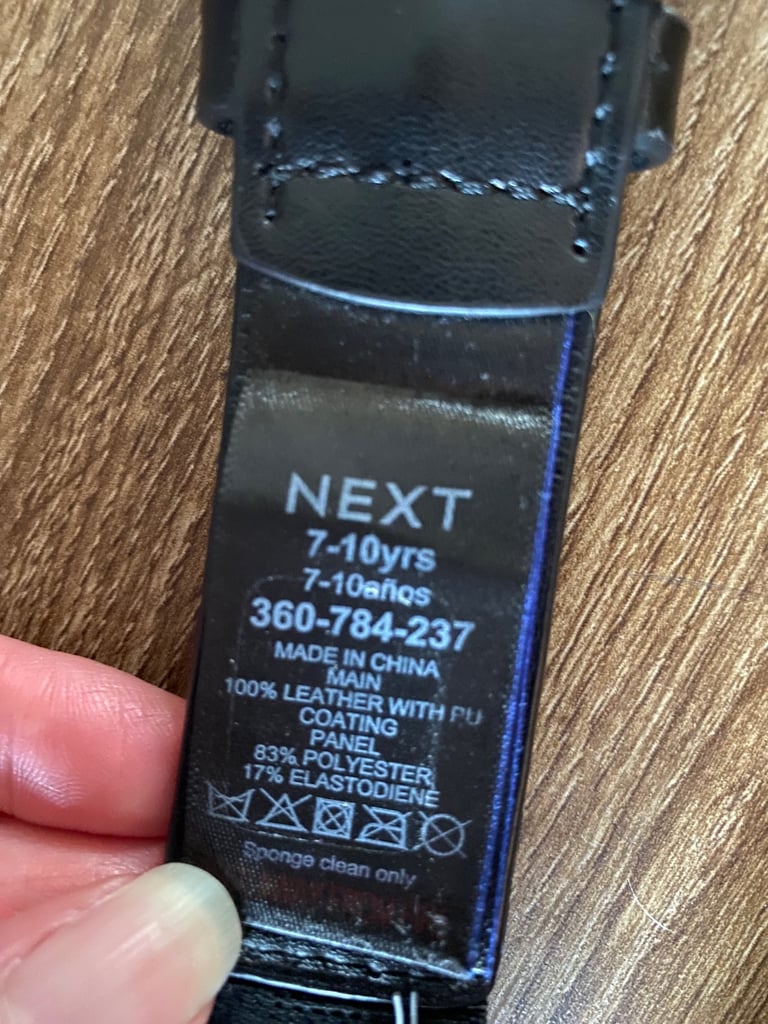 NEXT
7-10yrs
7-10años
360-784-237
MADE IN CHINA
MAIN
100% LEATHER WITH PU
COATING
PANEL
83% POLYESTER
17% ELASTODIENE
Sponge clean only